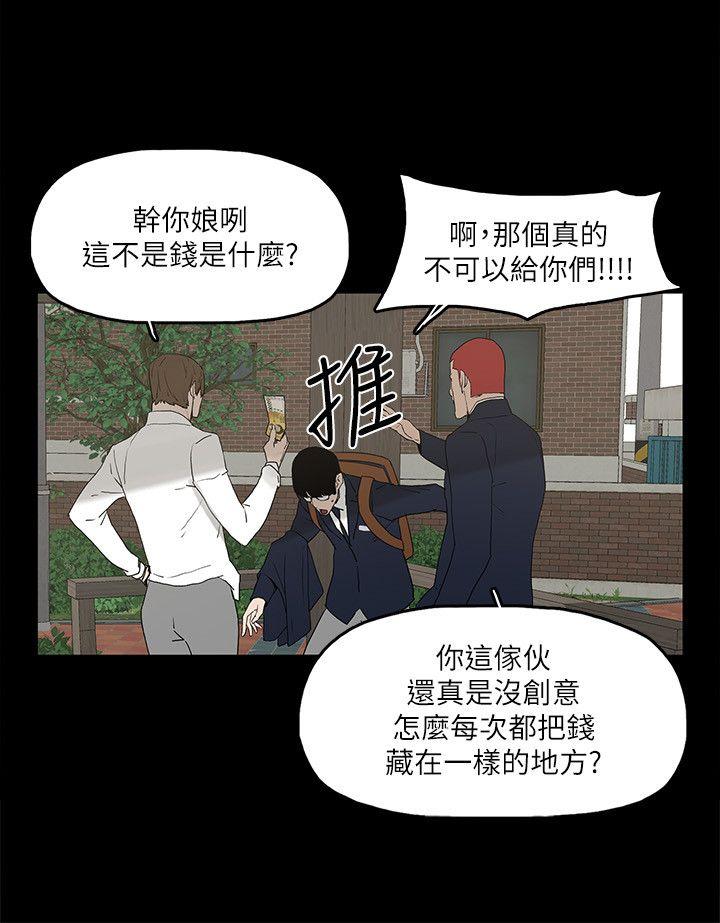 幹你娘咧
這不是錢是什麼?
啊,那個真的
不可以給你們!!!!
推
你這傢伙
還真是沒創意
怎麼每次都把錢
藏在一樣的地方?